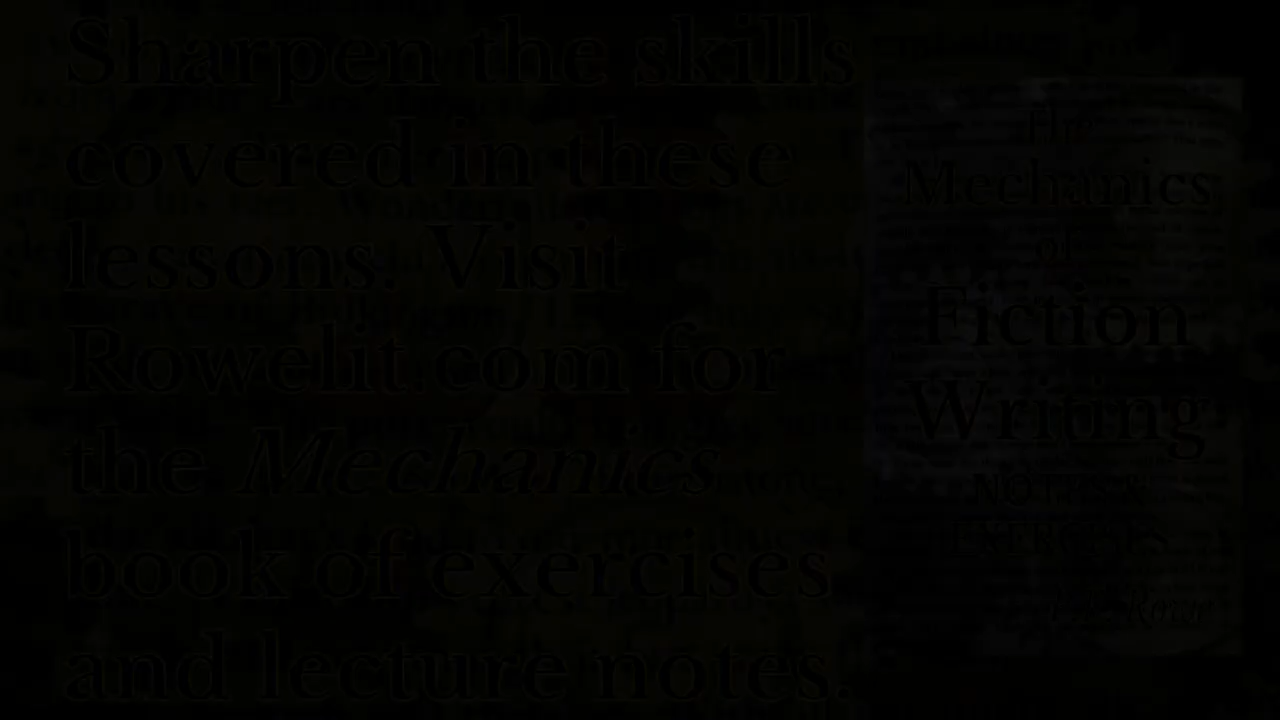 Sharpen the skills
covered in these
lessons. Visit
Rowelit.com for
the Mechanics
book of exercises
and lecture notes.
The
Mechanics
of
Fiction
Writing
NOTES &
EXERCISES
Rowe